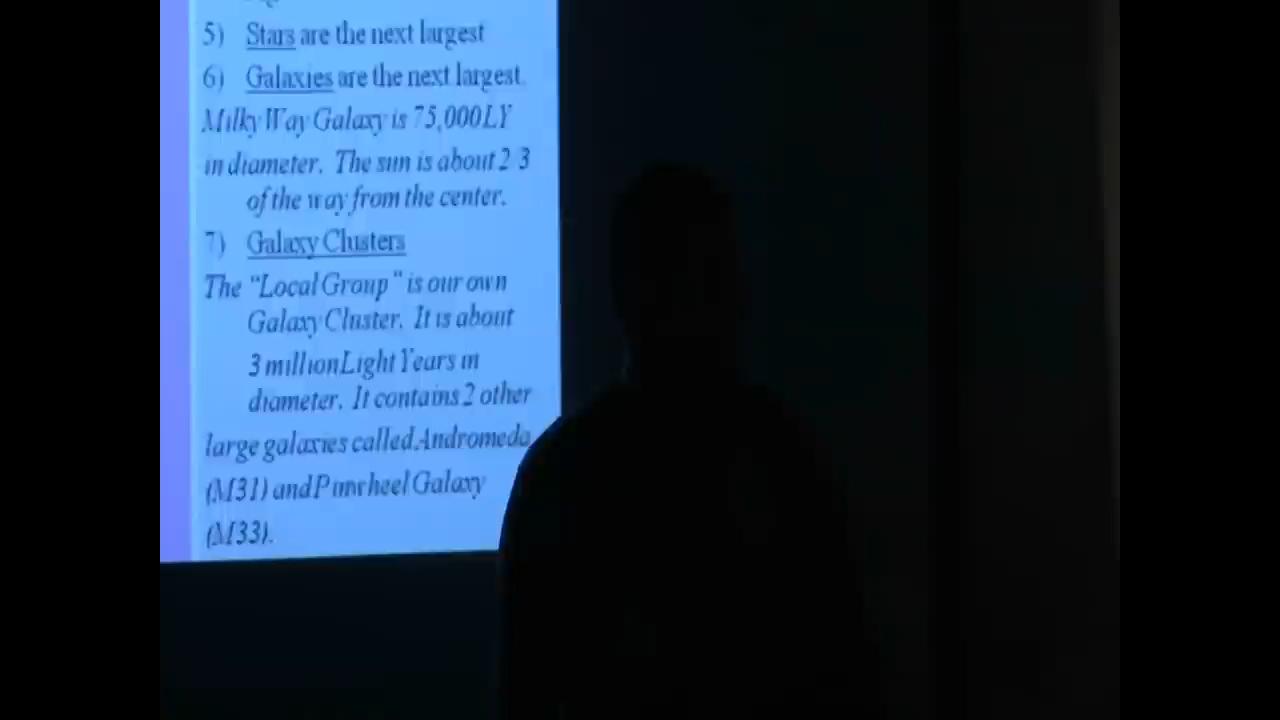 5) Stars are the next largest
6) Galaxies are the next largest.
Milky Way Galaxy is 75,000LY
in diameter. The sun is about 2 3
of the way from the center.
7) Galaxy Clusters
The “Local Group” is our own
Galaxy Cluster. It is about
3 million Light Years in
diameter. It contains 2 other
large galaxies called Andromeda
(M31) and Pinwheel Galaxy
(M33).